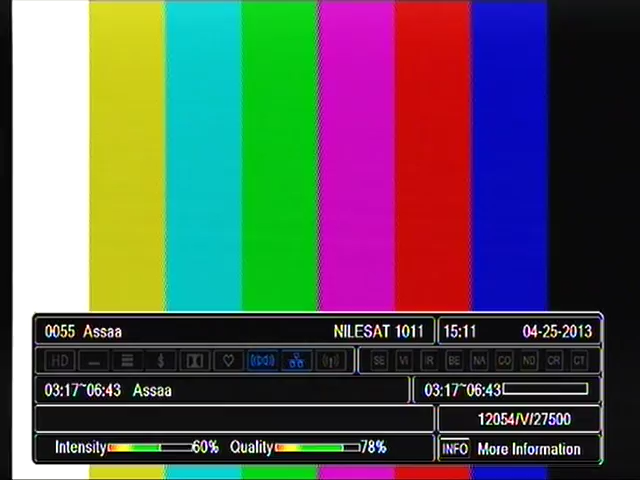 0055 Assaa NILESAT 1011 15:11 04-25-2013
HD $ SE VI IR BE NA CO ND CR CT
03:17~06:43 Assaa 03:17~06:43
12054/V/27500
Intensity 60% Quality 78% INFO More Information